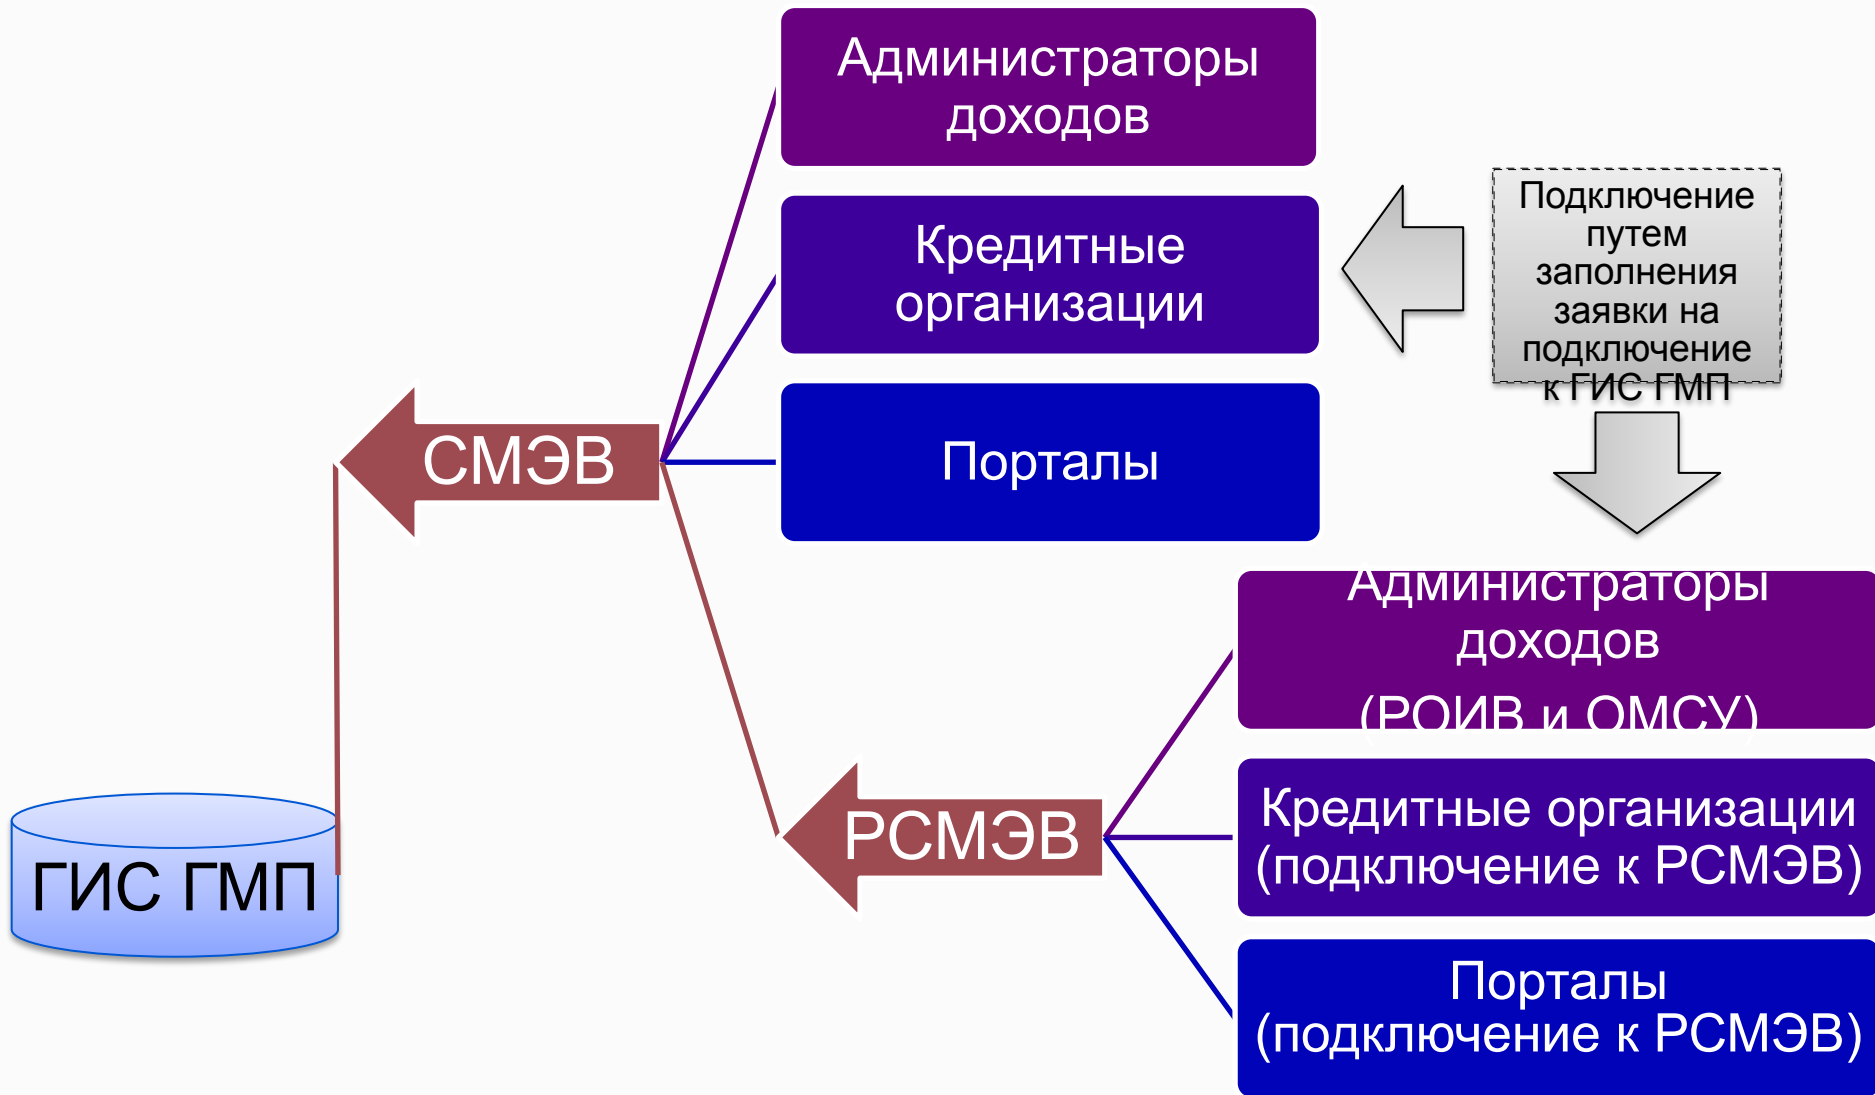 Администраторы
доходов
Кредитные
организации
Порталы
Подключение
путем
заполнения
заявки на
подключение
к ГИС ГМП
СМЭВ
Администраторы
доходов
(РОИВ и ОМСУ)
РСМЭВ
Кредитные организации
(подключение к РСМЭВ)
ГИС ГМП
Порталы
(подключение к РСМЭВ)